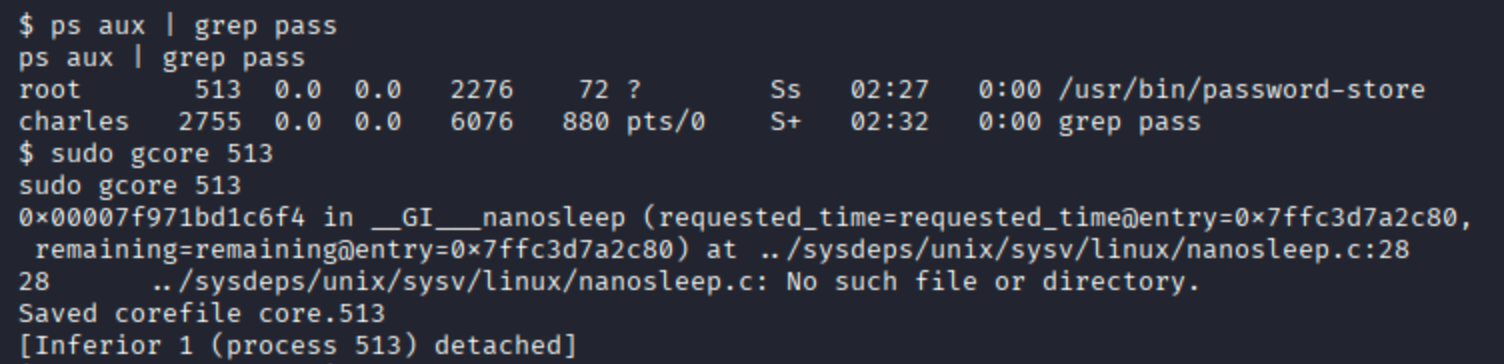 $ ps aux | grep pass
ps aux | grep pass
root 513 0.0 0.0 2276 72 ? Ss 02:27 0:00 /usr/bin/password-store
charles 2755 0.0 0.0 6076 880 pts/0 S+ 02:32 0:00 grep pass
$ sudo gcore 513
sudo gcore 513
0×00007f971bd1c6f4 in __GI___nanosleep (requested_time=requested_time@entry=0×7ffc3d7a2c80,
remaining=remaining@entry=0×7ffc3d7a2c80) at ../sysdeps/unix/sysv/linux/nanosleep.c:28
28 ../sysdeps/unix/sysv/linux/nanosleep.c: No such file or directory.
Saved corefile core.513
[Inferior 1 (process 513) detached]